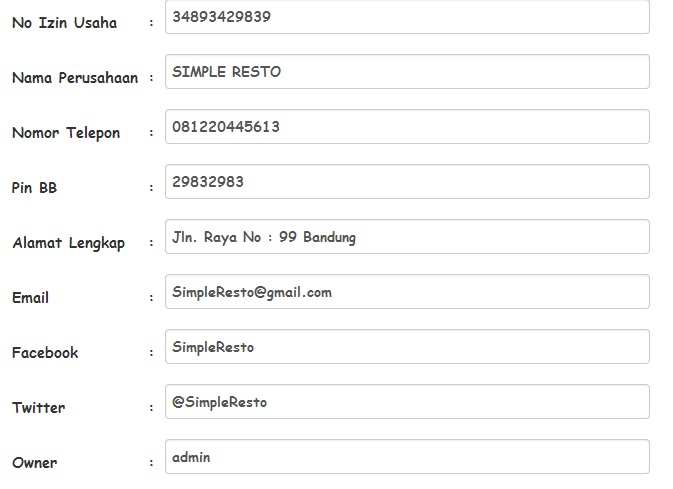 No Izin Usaha : 34893429839
Nama Perusahaan : SIMPLE RESTO
Nomor Telepon : 081220445613
Pin BB : 29832983
Alamat Lengkap : Jln. Raya No : 99 Bandung
Email : SimpleResto@gmail.com
Facebook : SimpleResto
Twitter : @SimpleResto
Owner : admin